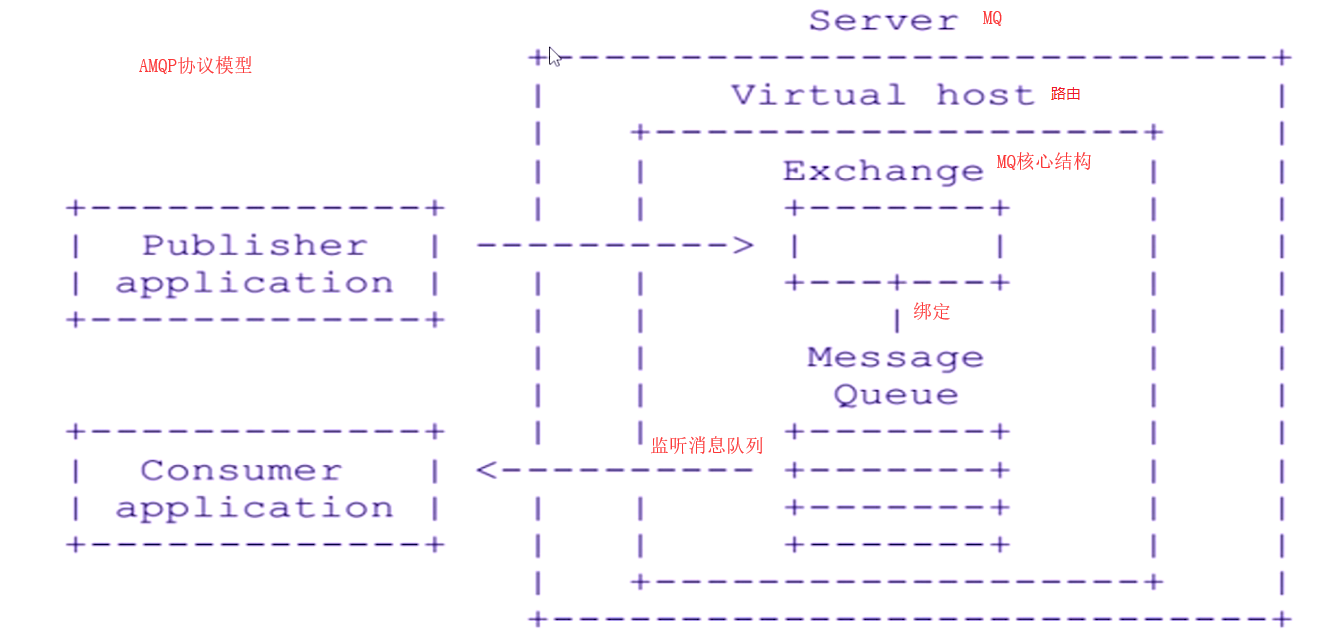 Server MQ
AMQP协议模型
Virtual host 路由
Exchange MQ核心结构
Publisher
application
绑定
Message
Queue
监听消息队列
Consumer
application